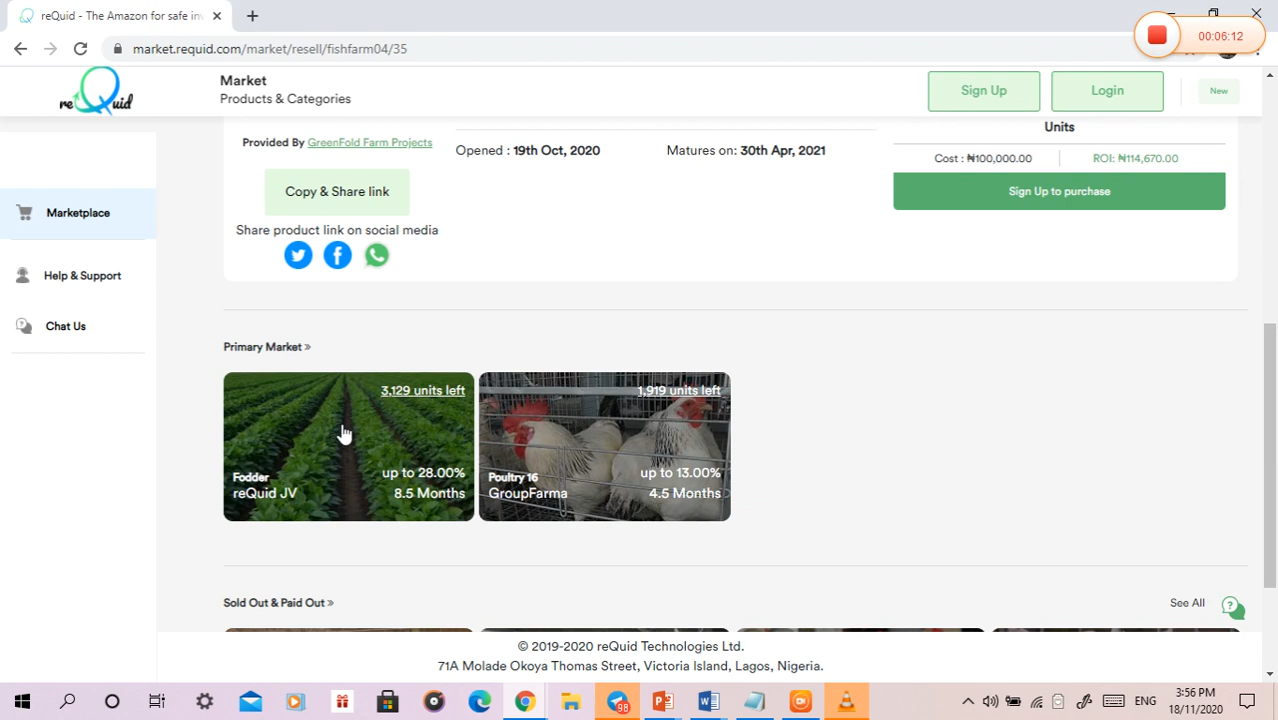 reQuid - The Amazon for safe inv
00:06:12
market.requid.com/market/resell/fishfarm04/35
reQuid
Market
Products & Categories
Sign Up
Login
New
Marketplace
Help & Support
Chat Us
Provided By GreenFold Farm Projects
Copy & Share link
Share product link on social media
Opened : 19th Oct, 2020
Matures on: 30th Apr, 2021
Units
Cost : ₦100,000.00
ROI: ₦114,670.00
Sign Up to purchase
Primary Market »
3,129 units left
Fodder
up to 28.00%
reQuid JV
8.5 Months
1,919 units left
Poultry 16
up to 13.00%
GroupFarma
4.5 Months
Sold Out & Paid Out »
See All
© 2019-2020 reQuid Technologies Ltd.
71A Molade Okoya Thomas Street, Victoria Island, Lagos, Nigeria.
98
ENG
3:56 PM
18/11/2020